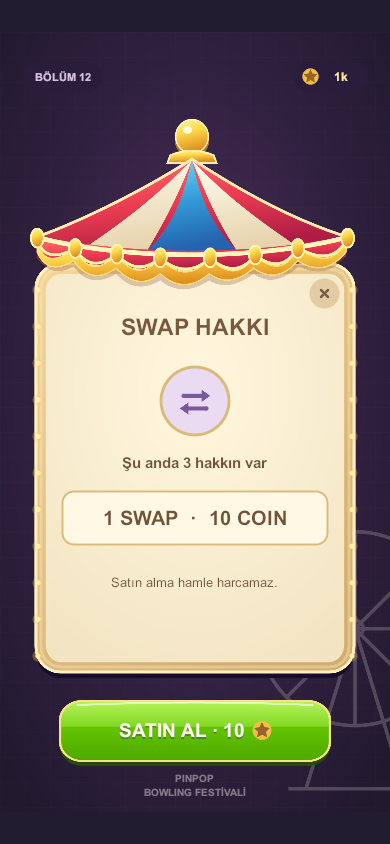 BÖLÜM 12
1k
SWAP HAKKI
Şu anda 3 hakkın var
1 SWAP · 10 COIN
Satın alma hamle harcamaz.
SATIN AL · 10
PINPOP
BOWLING FESTİVALİ